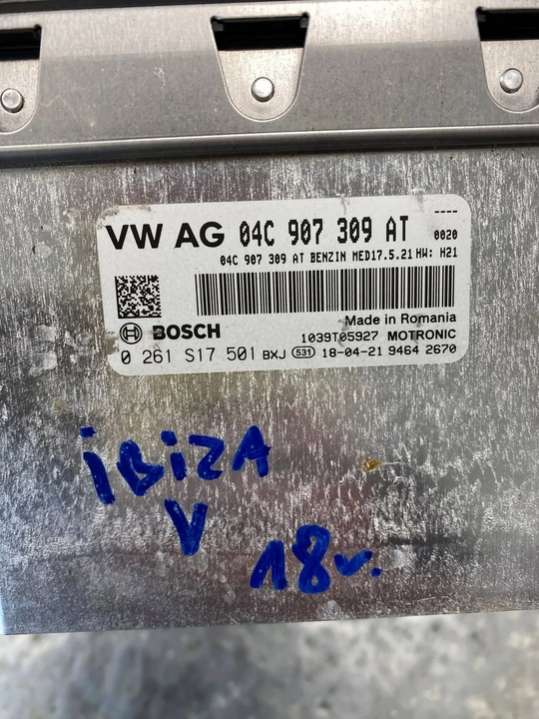 VW AG 04C 907 309 AT ---- 0020
04C 907 309 AT BENZIN MED17.5.21 HW: H21
Made in Romania
BOSCH 1039T05927 MOTRONIC
0 261 S17 501 BXJ 531 18-04-21 9464 2670
iBiZA
V
18v.